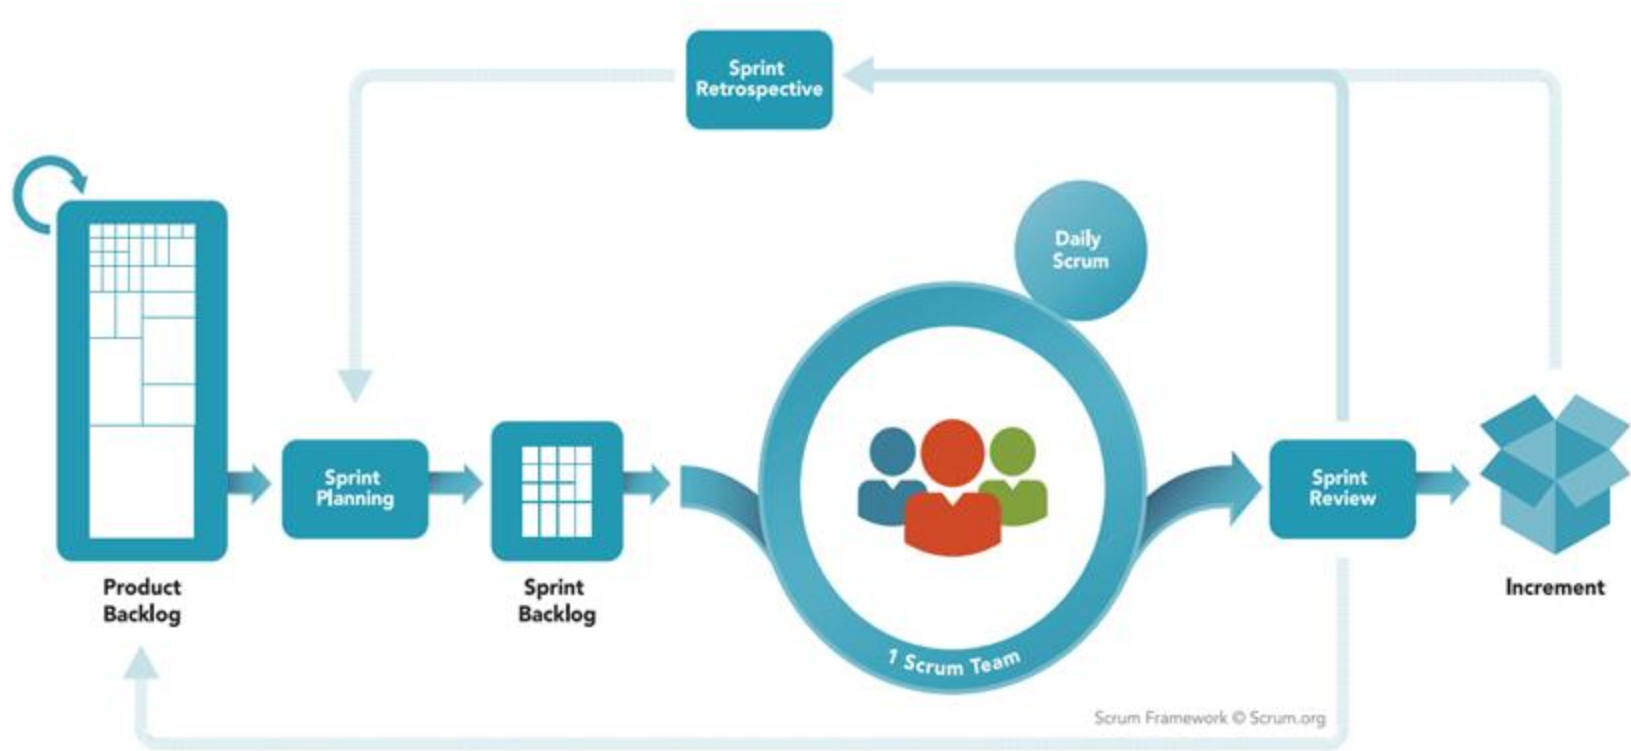 Sprint
Retrospective
Daily
Scrum
Sprint
Planning
Sprint
Review
Product
Backlog
Sprint
Backlog
Increment
1 Scrum Team
Scrum Framework © Scrum.org